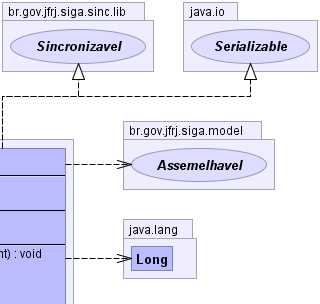 br.gov.jfrj.siga.sinc.lib
java.io
Sincronizavel
Serializable
br.gov.jfrj.siga.model
Assemelhavel
java.lang
nt) : void
Long